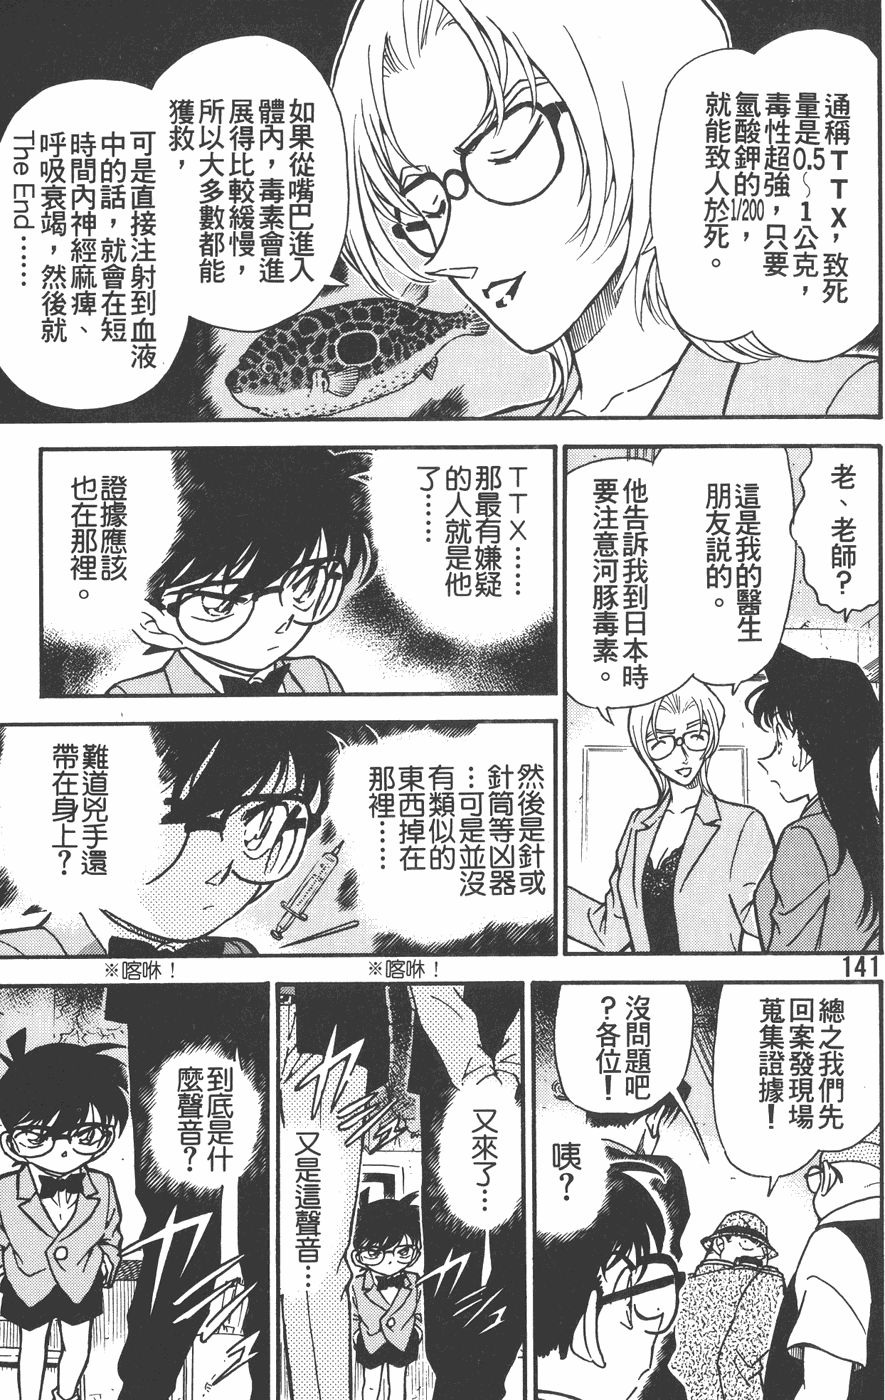 通稱TTX，致死
量是0.5～1公克，
毒性超強，只要
氫酸鉀的1/200，
就能致人於死。
如果從嘴巴進入
體內，毒素會進
展得比較緩慢，
所以大多數都能
獲救，
可是直接注射到血液
中的話，就會在短
時間內神經麻痺、
呼吸衰竭，然後就
The End……
老、老師？
這是我的醫生
朋友說的。
他告訴我到日本時
要注意河豚毒素。
TTX……
那最有嫌疑
的人就是他
了……
證據應該
也在那裡。
然後是針或
針筒等凶器
…可是並沒
有類似的
東西掉在
那裡……
難道凶手還
帶在身上？
141
總之我們先
回案發現場
蒐集證據！
沒問題吧
？各位！
咦？
※喀咻！
又來了…
又是這聲音…
※喀咻！
到底是什
麼聲音？